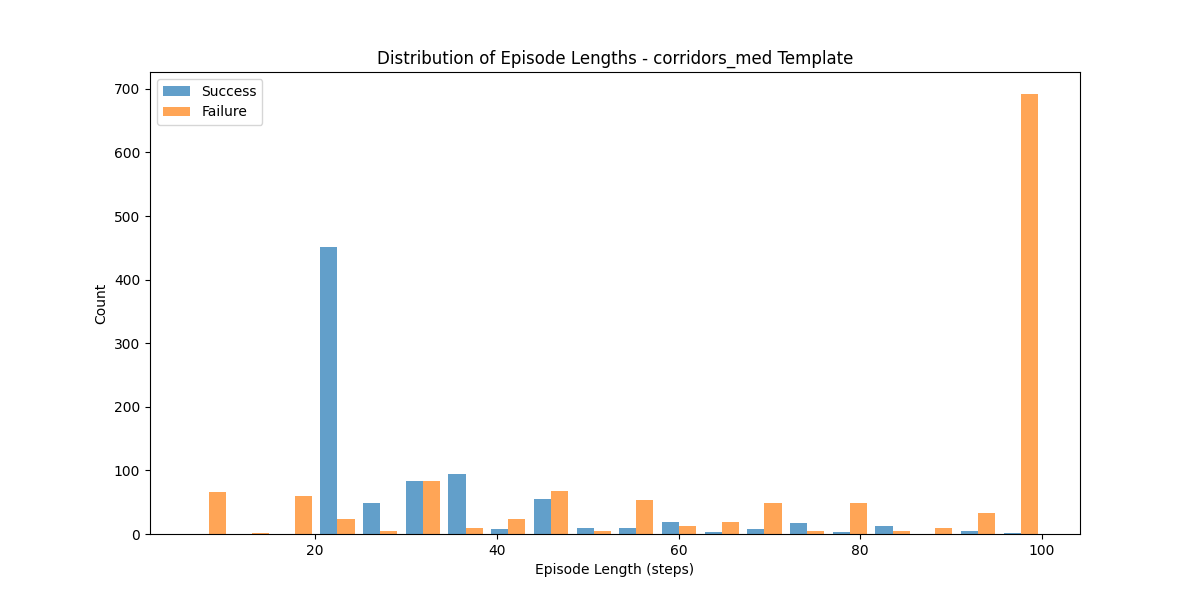 Distribution of Episode Lengths - corridors_med Template
Success
Failure
700
600
500
400
300
200
100
0
Count
20
40
60
80
100
Episode Length (steps)